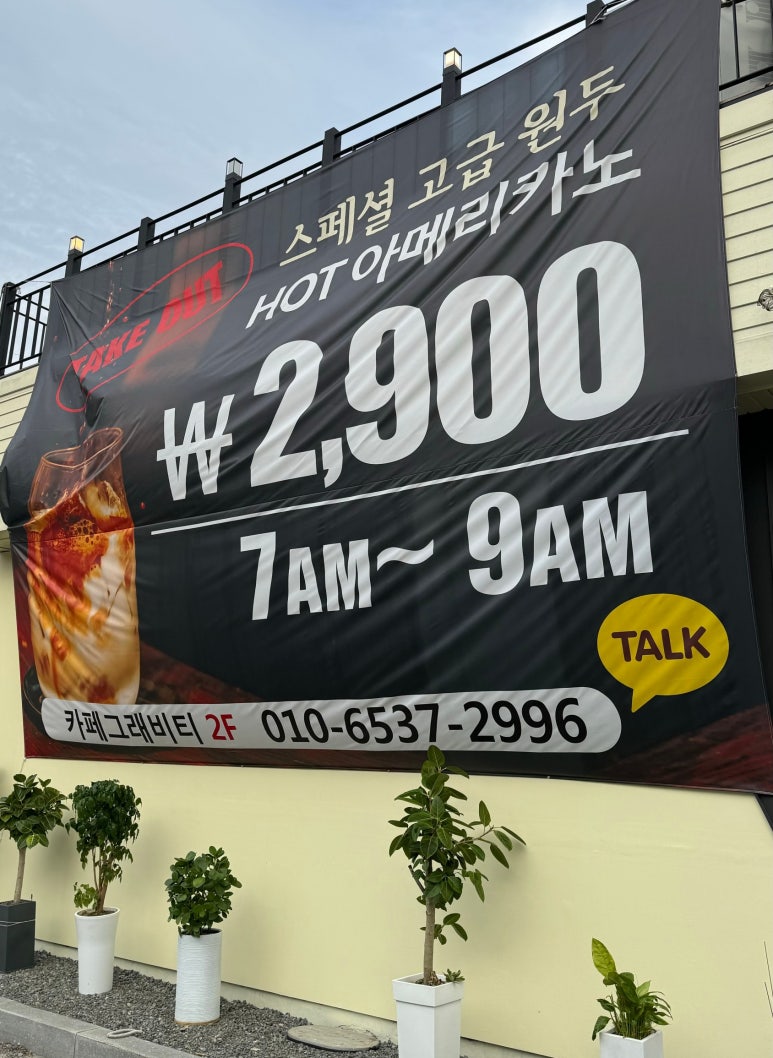 스페셜 고급 원두
TAKE OUT
HOT 아메리카노
₩2,900
7AM~ 9AM
TALK
카페그래비티 2F 010-6537-2996